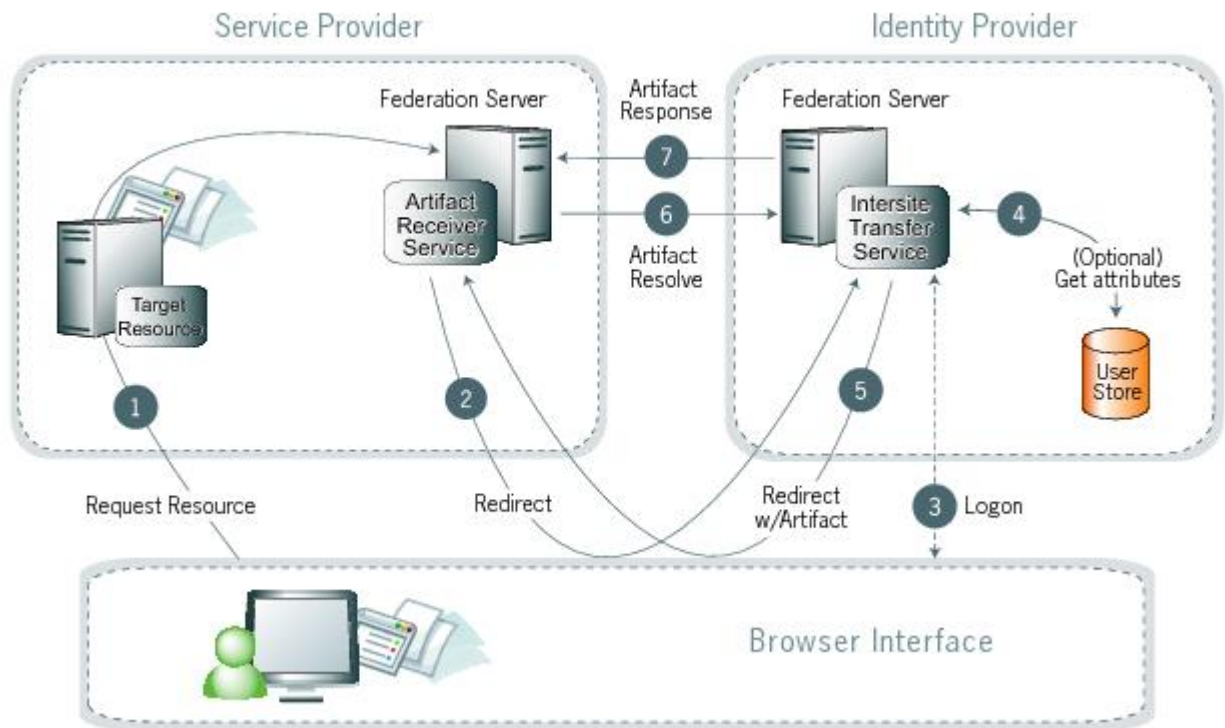 Service Provider
Identity Provider
Federation Server
Artifact
Response
Federation Server
7
Artifact
Receiver
Service
6
Artifact
Resolve
Intersite
Transfer
Service
4
(Optional)
Get attributes
Target
Resource
User
Store
1
2
5
Request Resource
Redirect
Redirect
w/Artifact
3
Logon
Browser Interface